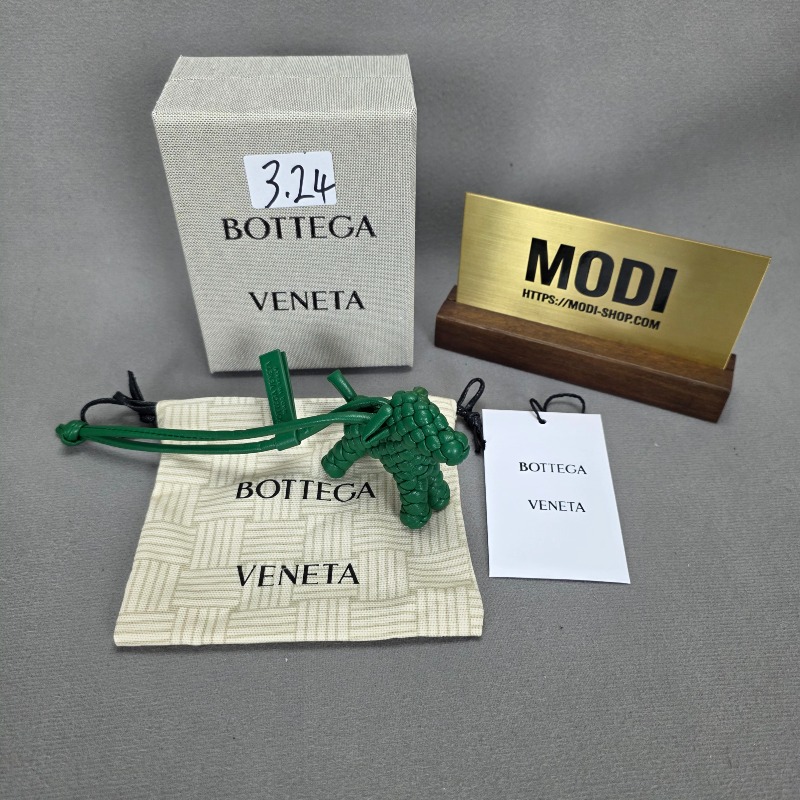 3.24
BOTTEGA
VENETA
MODI
HTTPS://MODI-SHOP.COM
BOTTEGA
VENETA
BOTTEGA
VENETA